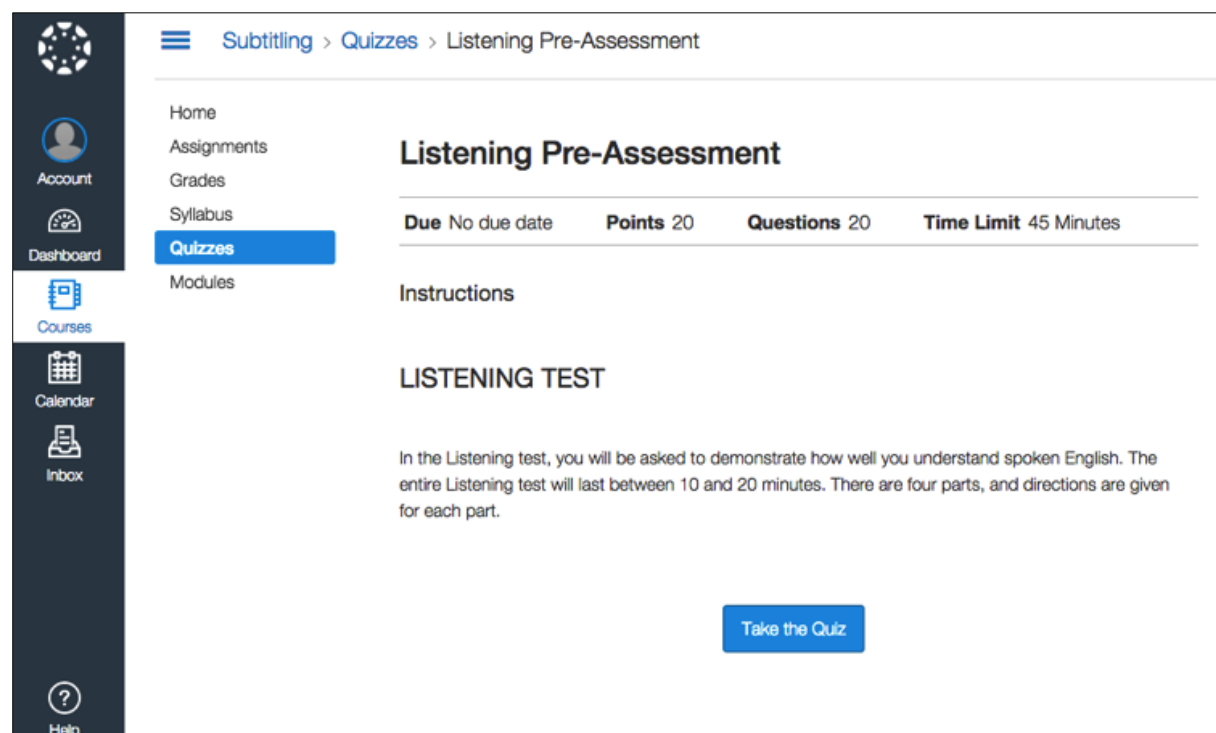 Subtitling > Quizzes > Listening Pre-Assessment
Account
Dashboard
Courses
Calendar
Inbox
Help
Home
Assignments
Grades
Syllabus
Quizzes
Modules
Listening Pre-Assessment
Due No due date Points 20 Questions 20 Time Limit 45 Minutes
Instructions
LISTENING TEST
In the Listening test, you will be asked to demonstrate how well you understand spoken English. The
entire Listening test will last between 10 and 20 minutes. There are four parts, and directions are given
for each part.
Take the Quiz